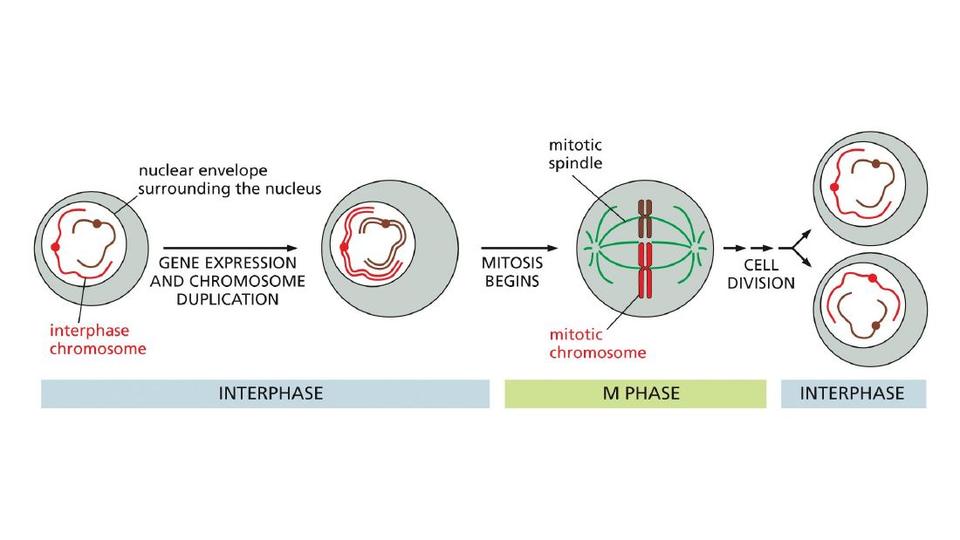 mitotic
spindle
nuclear envelope
surrounding the nucleus
GENE EXPRESSION
AND CHROMOSOME
DUPLICATION
MITOSIS
BEGINS
CELL
DIVISION
interphase
chromosome
mitotic
chromosome
INTERPHASE
M PHASE
INTERPHASE